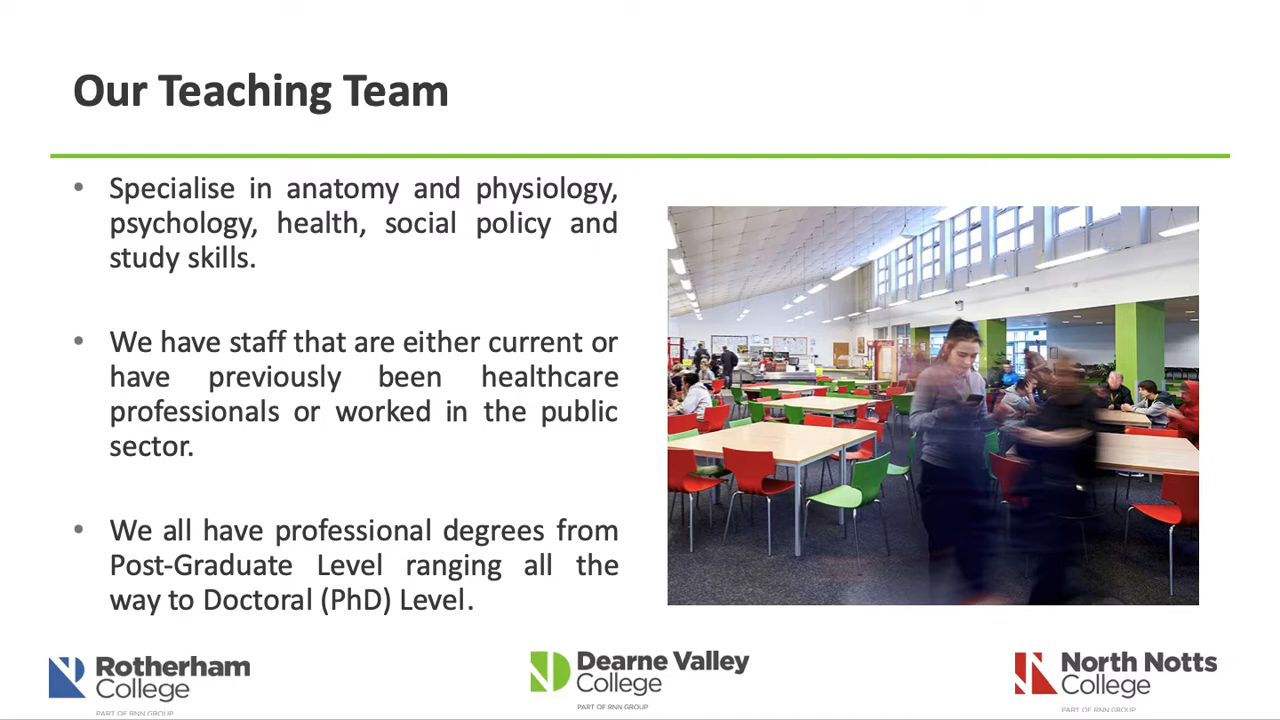 Our Teaching Team
• Specialise in anatomy and physiology,
psychology, health, social policy and
study skills.
• We have staff that are either current or
have previously been healthcare
professionals or worked in the public
sector.
• We all have professional degrees from
Post-Graduate Level ranging all the
way to Doctoral (PhD) Level.
Rotherham
College
PART OF RNN GROUP
Dearne Valley
College
PART OF RNN GROUP
North Notts
College
PART OF RNN GROUP